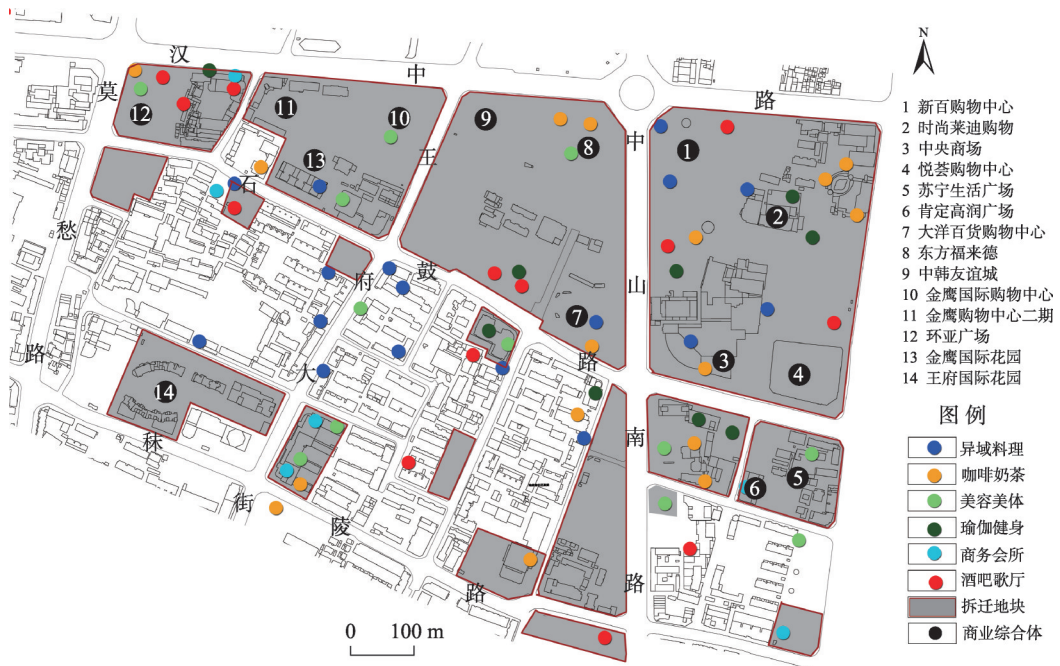 汉
中
路
莫
愁
路
石
鼓
路
王
府
大
街
秣
陵
路
中
山
南
路
1
2
3
4
5
6
7
8
9
10
11
12
13
14
0 100 m
N
1 新百购物中心
2 时尚莱迪购物
3 中央商场
4 悦荟购物中心
5 苏宁生活广场
6 肯定高润广场
7 大洋百货购物中心
8 东方福来德
9 中韩友谊城
10 金鹰国际购物中心
11 金鹰购物中心二期
12 环亚广场
13 金鹰国际花园
14 王府国际花园
图例
异域料理
咖啡奶茶
美容美体
瑜伽健身
商务会所
酒吧歌厅
拆迁地块
商业综合体